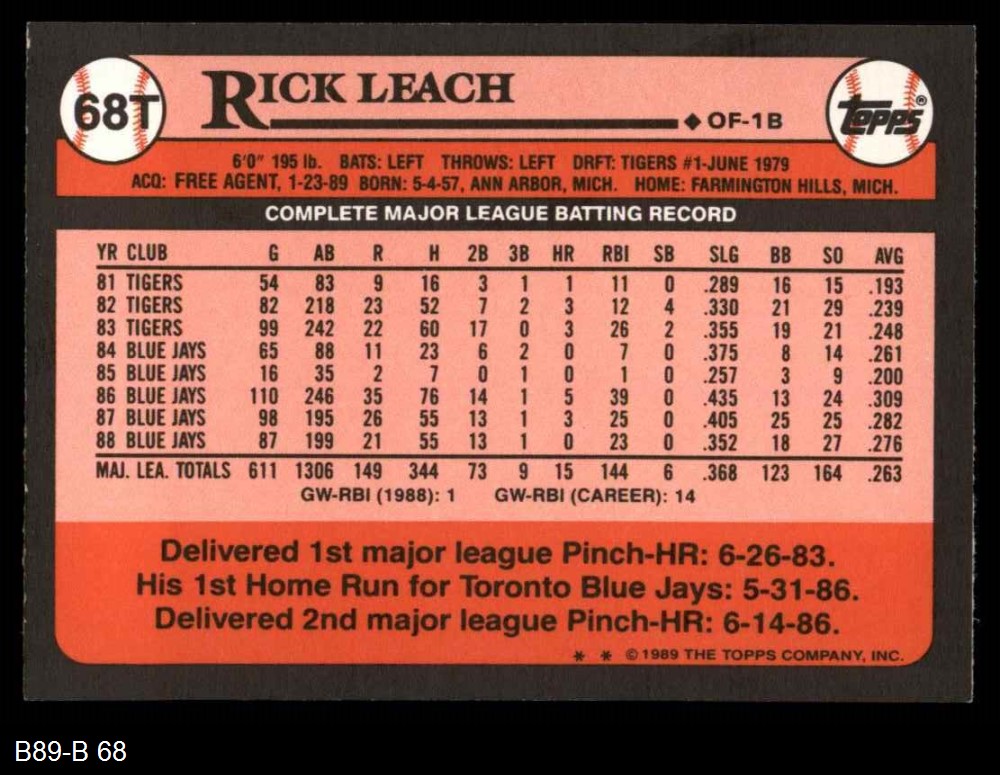 68T
RICK LEACH
Topps®
◆ OF-1B
6'0" 195 lb. BATS: LEFT THROWS: LEFT DRFT: TIGERS #1-JUNE 1979
ACQ: FREE AGENT, 1-23-89 BORN: 5-4-57, ANN ARBOR, MICH. HOME: FARMINGTON HILLS, MICH.
COMPLETE MAJOR LEAGUE BATTING RECORD
YR CLUB G AB R H 2B 3B HR RBI SB SLG BB SO AVG
81 TIGERS 54 83 9 16 3 1 1 11 0 .289 16 15 .193
82 TIGERS 82 218 23 52 7 2 3 12 4 .330 21 29 .239
83 TIGERS 99 242 22 60 17 0 3 26 2 .355 19 21 .248
84 BLUE JAYS 65 88 11 23 6 2 0 7 0 .375 8 14 .261
85 BLUE JAYS 16 35 2 7 0 1 0 1 0 .257 3 9 .200
86 BLUE JAYS 110 246 35 76 14 1 5 39 0 .435 13 24 .309
87 BLUE JAYS 98 195 26 55 13 1 3 25 0 .405 25 25 .282
88 BLUE JAYS 87 199 21 55 13 1 0 23 0 .352 18 27 .276
MAJ. LEA. TOTALS 611 1306 149 344 73 9 15 144 6 .368 123 164 .263
GW-RBI (1988): 1 GW-RBI (CAREER): 14
Delivered 1st major league Pinch-HR: 6-26-83.
His 1st Home Run for Toronto Blue Jays: 5-31-86.
Delivered 2nd major league Pinch-HR: 6-14-86.
* * © 1989 THE TOPPS COMPANY, INC.
B89-B 68